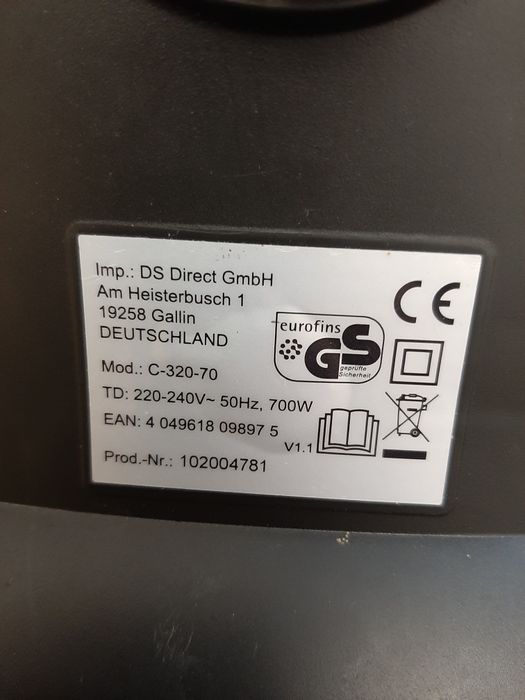 Imp.: DS Direct GmbH
Am Heisterbusch 1
19258 Gallin
DEUTSCHLAND
Mod.: C-320-70
TD: 220-240V~ 50Hz, 700W
EAN: 4 049618 09897 5
V1.1
Prod.-Nr.: 102004781
CE
eurofins
GS
geprüfte
Sicherheit